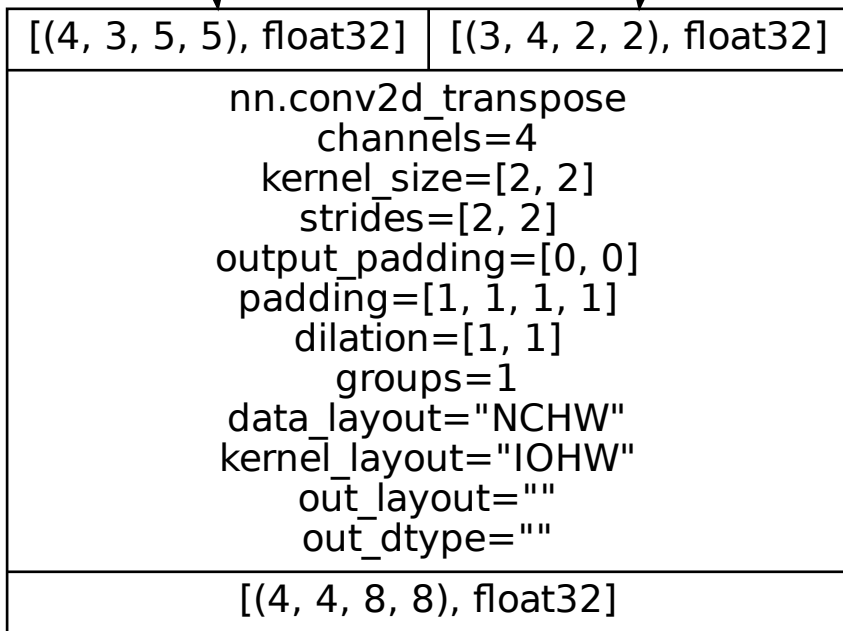 [(4, 3, 5, 5), float32] [(3, 4, 2, 2), float32]
nn.conv2d_transpose
channels=4
kernel_size=[2, 2]
strides=[2, 2]
output_padding=[0, 0]
padding=[1, 1, 1, 1]
dilation=[1, 1]
groups=1
data_layout="NCHW"
kernel_layout="IOHW"
out_layout=""
out_dtype=""
[(4, 4, 8, 8), float32]